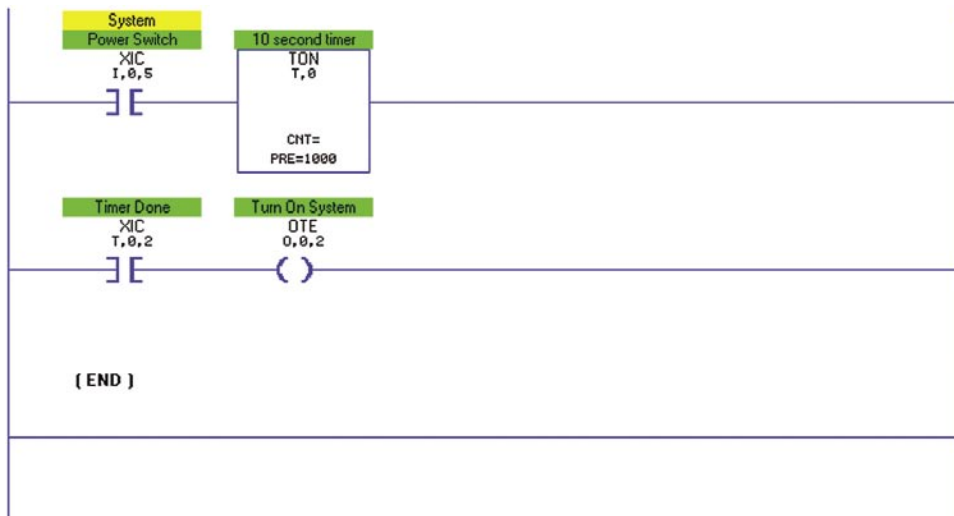 System
Power Switch
XIC
I,0,5
10 second timer
TON
T,0
CNT=
PRE=1000
Timer Done
XIC
T,0,2
Turn On System
OTE
O,0,2
( END )